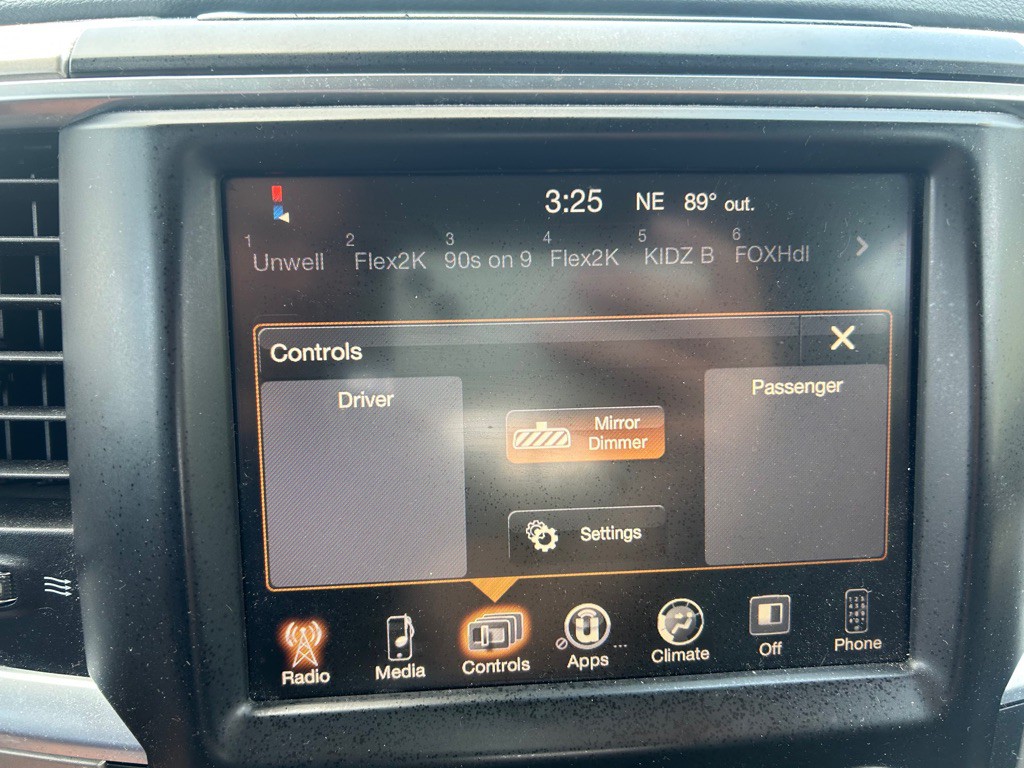 3:25 NE 89° out.
1 2 3 4 5 6
Unwell Flex2K 90s on 9 Flex2K KIDZ B FOXHdl
Controls
Driver
Passenger
Mirror
Dimmer
Settings
Radio Media Controls Apps ... Climate Off Phone